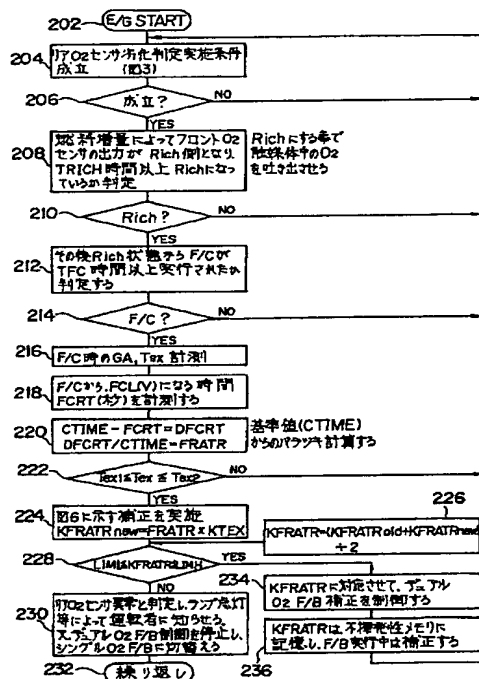 202
E/G START
204
リアO2センサ劣化判定実施条件
成立 (図3)
206
成立?
NO
YES
208
燃料増量によってフロントO2
センサの出力が Rich側となり
TRICH時間以上 Richになっ
ているか判定
Richにする事で
触媒体中のO2
を吐き出させる
210
Rich?
NO
YES
212
その後Rich状態からF/Cが
TFC時間以上実行されたか
判定する
214
F/C?
NO
YES
216
F/C時のGA, Tex 計測
218
F/Cから、FCL(V)になる時間
FCRT(秒)を計測する
220
CTIME - FCRT = DFCRT
DFCRT/CTIME = FRATR
基準値(CTIME)
からのバラツキ計算する
222
Tex1≦Tex≦Tex2
NO
YES
224
図6に示す補正を実施
KFRATRnew=FRATR×KTEX
226
KFRATR=(KFRATRold+KFRATRnew)
÷2
228
YES
NO
230
リアO2センサ異常と判定し、ランプ点灯
等によって運転者に知らせる。
又、デュアルO2 F/B制御を停止し、
シングルO2 F/Bに切替える
234
KFRATRに対応させて、デュアル
O2 F/B補正を制御する
236
KFRATRは不揮発性メモリに
記憶し、F/B実行中は補正する
232
繰り返し